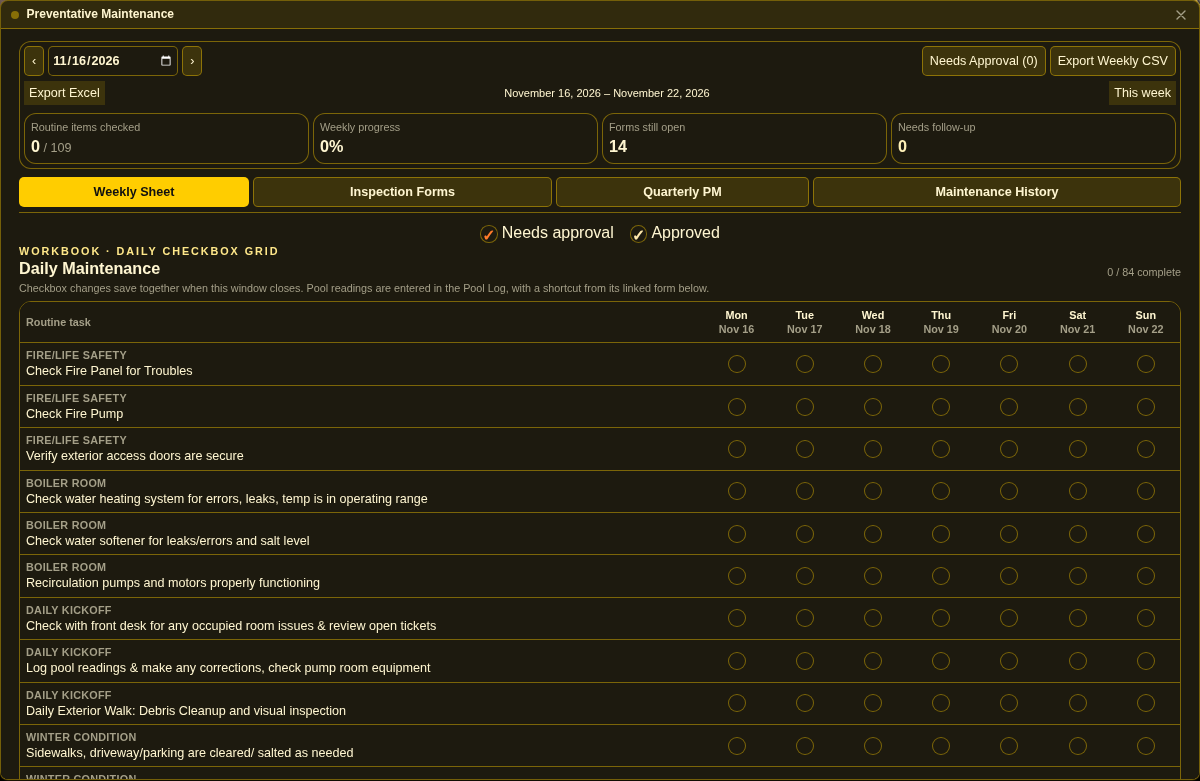 Preventative Maintenance
‹ 11/16/2026 › Needs Approval (0) Export Weekly CSV
Export Excel November 16, 2026 – November 22, 2026 This week
Routine items checked Weekly progress Forms still open Needs follow-up
0 / 109 0% 14 0
Weekly Sheet Inspection Forms Quarterly PM Maintenance History
Needs approval Approved
WORKBOOK · DAILY CHECKBOX GRID
Daily Maintenance 0 / 84 complete
Checkbox changes save together when this window closes. Pool readings are entered in the Pool Log, with a shortcut from its linked form below.
Routine task Mon Tue Wed Thu Fri Sat Sun
Nov 16 Nov 17 Nov 18 Nov 19 Nov 20 Nov 21 Nov 22
FIRE/LIFE SAFETY
Check Fire Panel for Troubles
FIRE/LIFE SAFETY
Check Fire Pump
FIRE/LIFE SAFETY
Verify exterior access doors are secure
BOILER ROOM
Check water heating system for errors, leaks, temp is in operating range
BOILER ROOM
Check water softener for leaks/errors and salt level
BOILER ROOM
Recirculation pumps and motors properly functioning
DAILY KICKOFF
Check with front desk for any occupied room issues & review open tickets
DAILY KICKOFF
Log pool readings & make any corrections, check pump room equipment
DAILY KICKOFF
Daily Exterior Walk: Debris Cleanup and visual inspection
WINTER CONDITION
Sidewalks, driveway/parking are cleared/ salted as needed
WINTER CONDITION